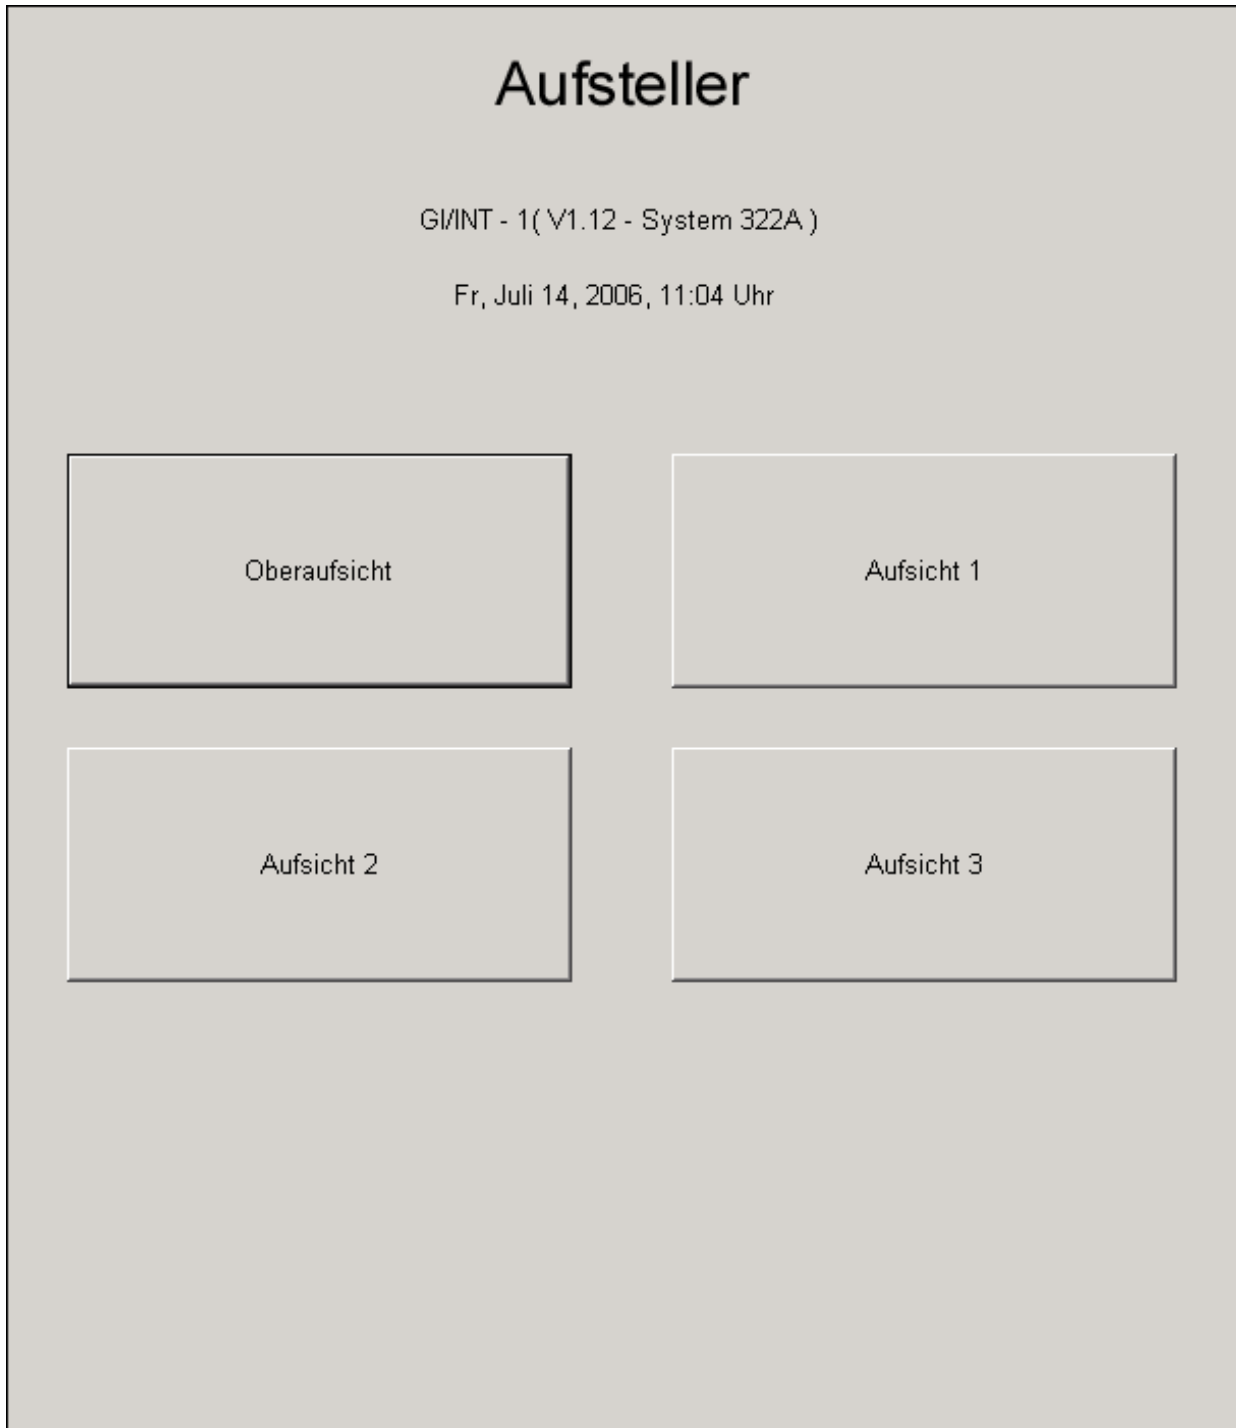 Aufsteller
GI/INT - 1( V1.12 - System 322A )
Fr, Juli 14, 2006, 11:04 Uhr
Oberaufsicht
Aufsicht 1
Aufsicht 2
Aufsicht 3